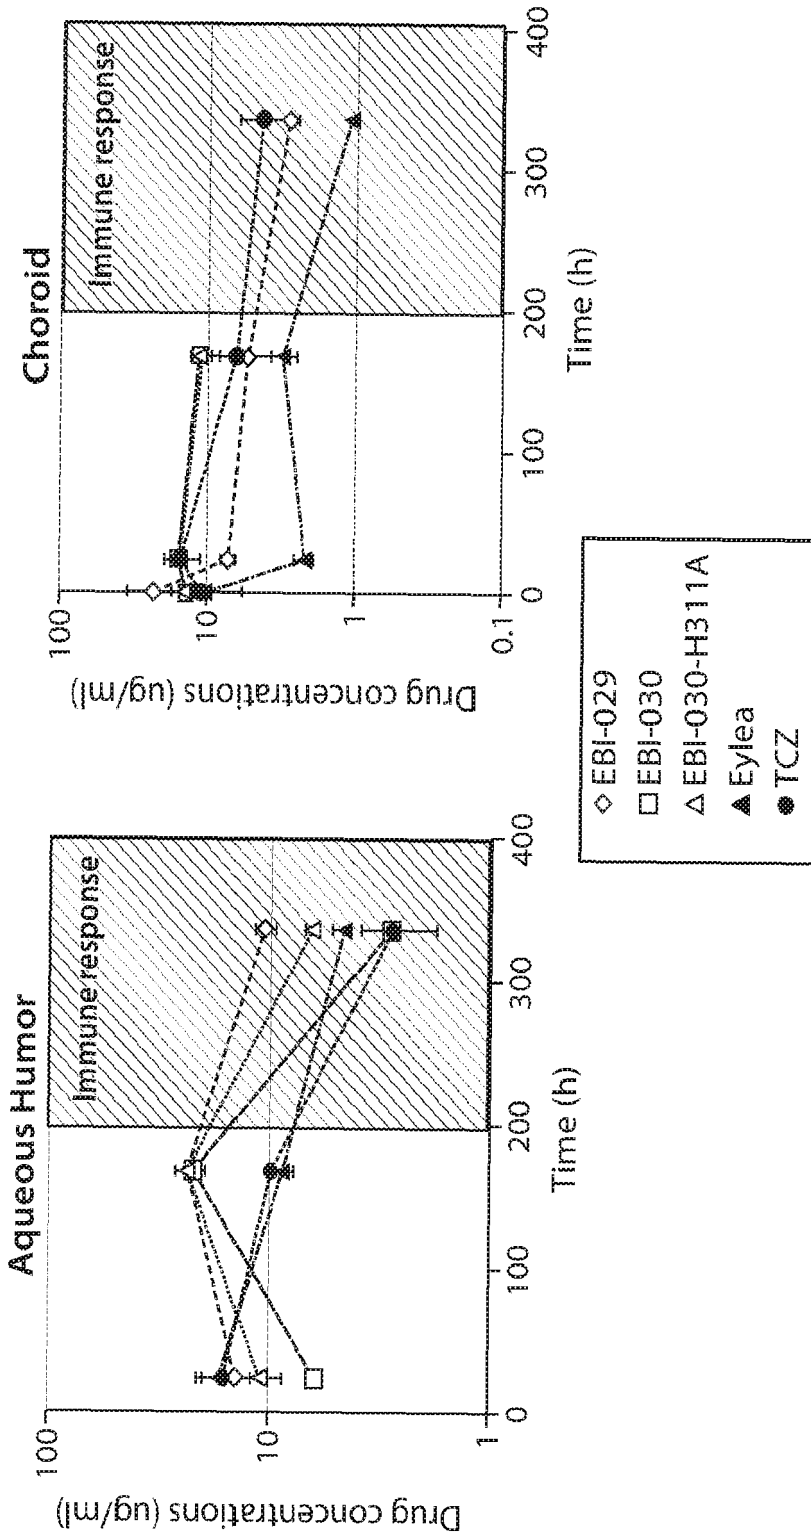 Aqueous Humor
Drug concentrations (ug/ml)
100
10
1
Immune response
0
100
200
300
400
Time (h)
Choroid
Drug concentrations (ug/ml)
100
10
1
0.1
Immune response
0
100
200
300
400
Time (h)
EBI-029
EBI-030
EBI-030-H311A
Eylea
TCZ